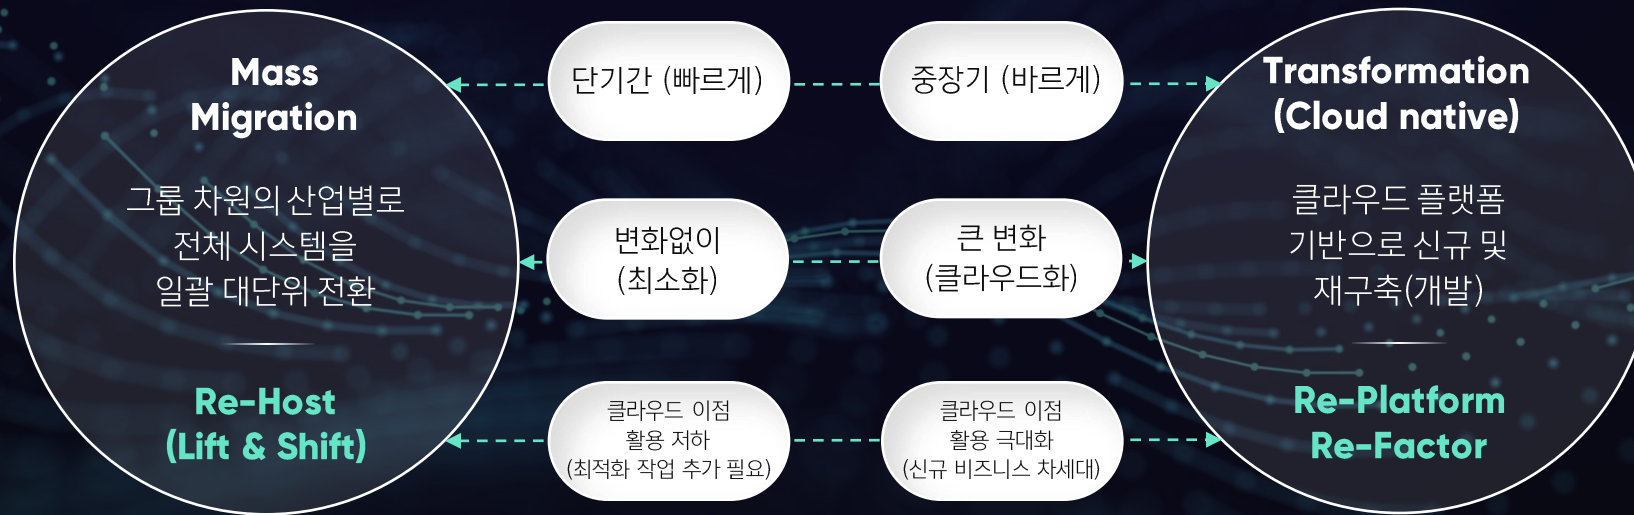 Mass
Migration
그룹 차원의 산업별로
전체 시스템을
일괄 대단위 전환
Re-Host
(Lift & Shift)
단기간 (빠르게)
중장기 (바르게)
변화없이
(최소화)
큰 변화
(클라우드화)
클라우드 이점
활용 저하
(최적화 작업 추가 필요)
클라우드 이점
활용 극대화
(신규 비즈니스 차세대)
Transformation
(Cloud native)
클라우드 플랫폼
기반으로 신규 및
재구축(개발)
Re-Platform
Re-Factor